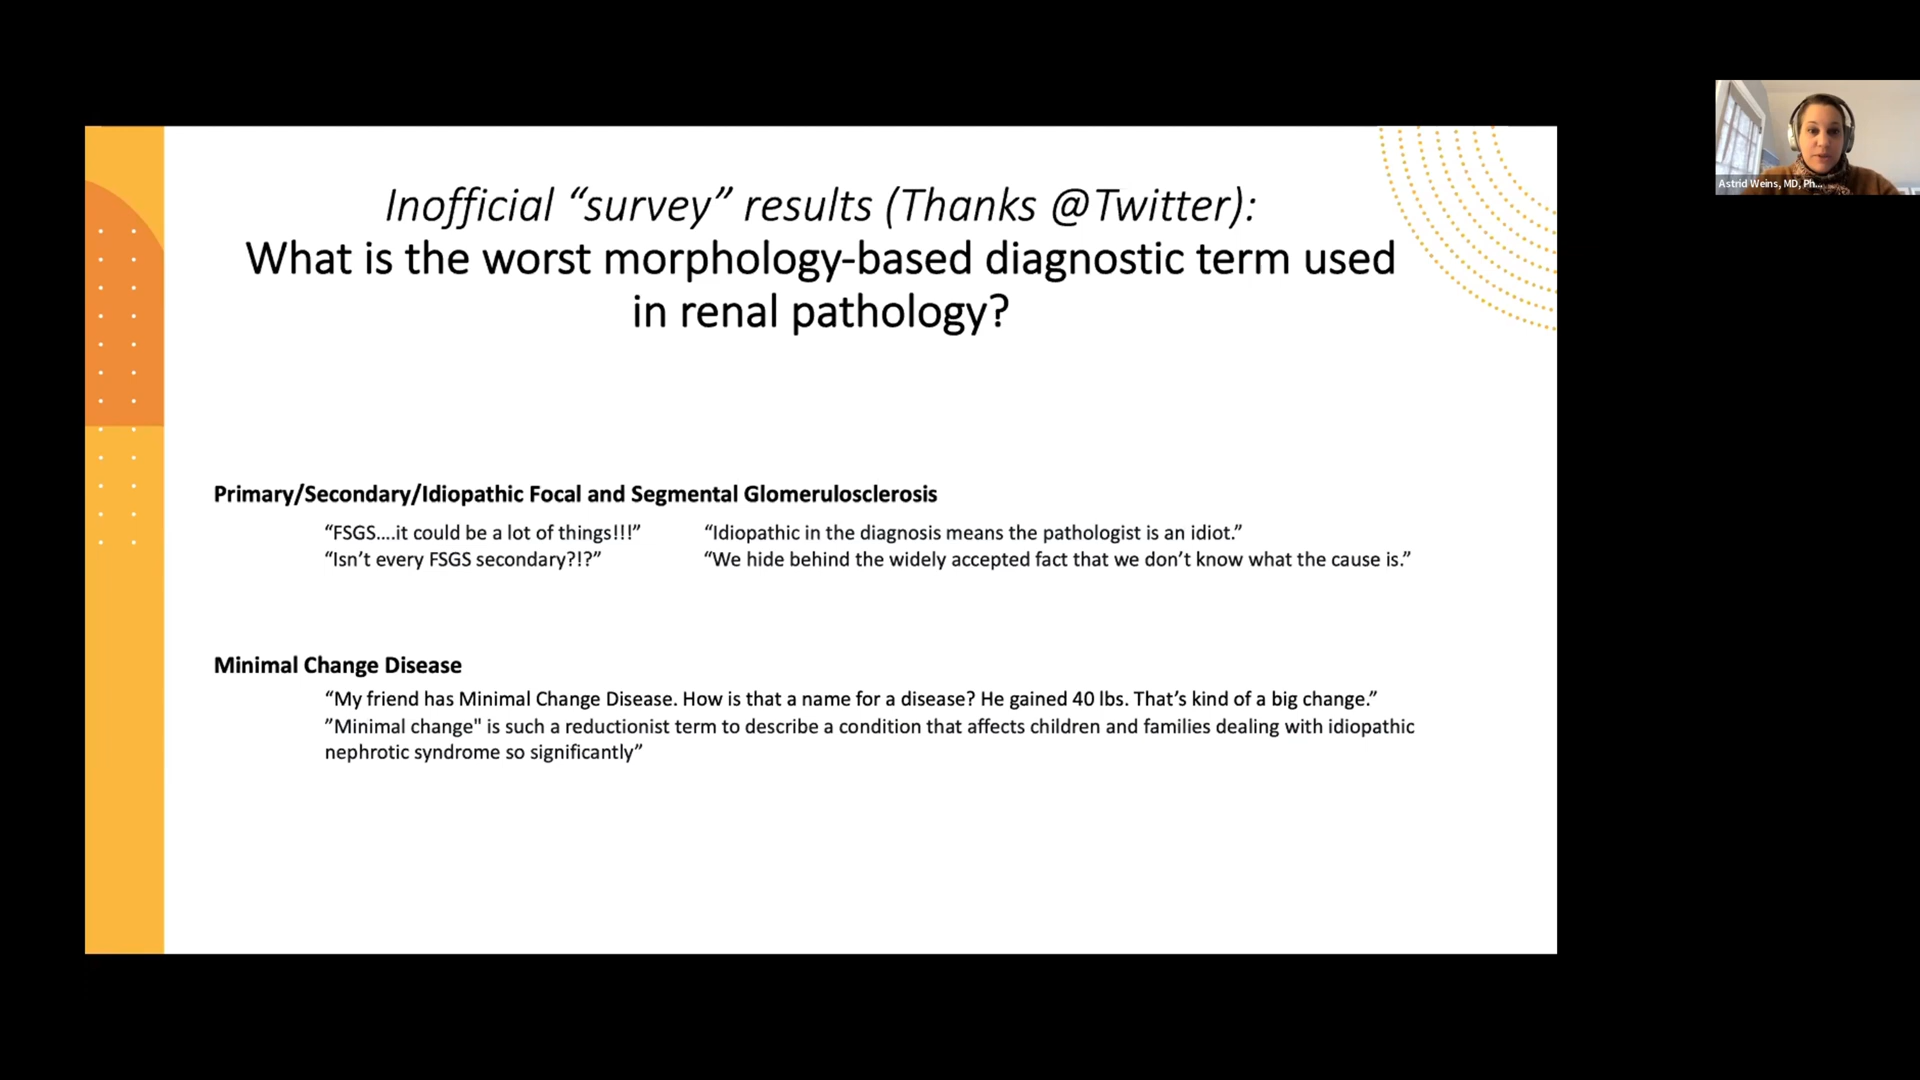 Inofficial “survey” results (Thanks @Twitter):
What is the worst morphology-based diagnostic term used
in renal pathology?
Primary/Secondary/Idiopathic Focal and Segmental Glomerulosclerosis
“FSGS....it could be a lot of things!!!” “Idiopathic in the diagnosis means the pathologist is an idiot.”
“Isn’t every FSGS secondary?!?” “We hide behind the widely accepted fact that we don’t know what the cause is.”
Minimal Change Disease
“My friend has Minimal Change Disease. How is that a name for a disease? He gained 40 lbs. That’s kind of a big change.”
”Minimal change" is such a reductionist term to describe a condition that affects children and families dealing with idiopathic
nephrotic syndrome so significantly”
Astrid Weins, MD, Ph...